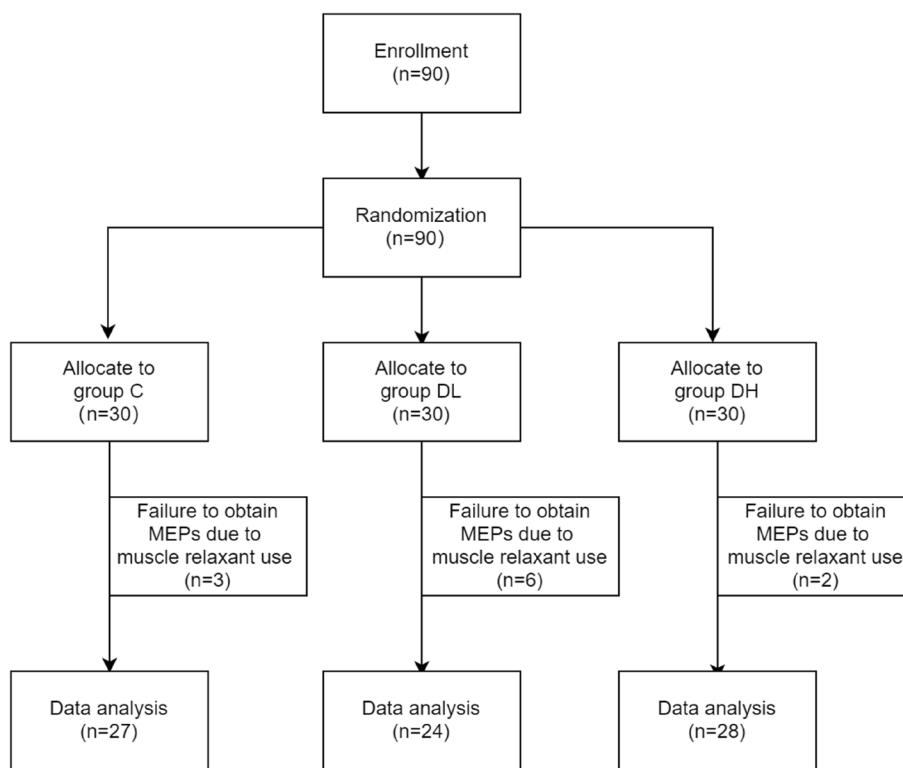 Enrollment
(n=90)
Randomization
(n=90)
Allocate to
group C
(n=30)
Allocate to
group DL
(n=30)
Allocate to
group DH
(n=30)
Failure to obtain
MEPs due to
muscle relaxant use
(n=3)
Failure to obtain
MEPs due to
muscle relaxant use
(n=6)
Failure to obtain
MEPs due to
muscle relaxant use
(n=2)
Data analysis
(n=27)
Data analysis
(n=24)
Data analysis
(n=28)